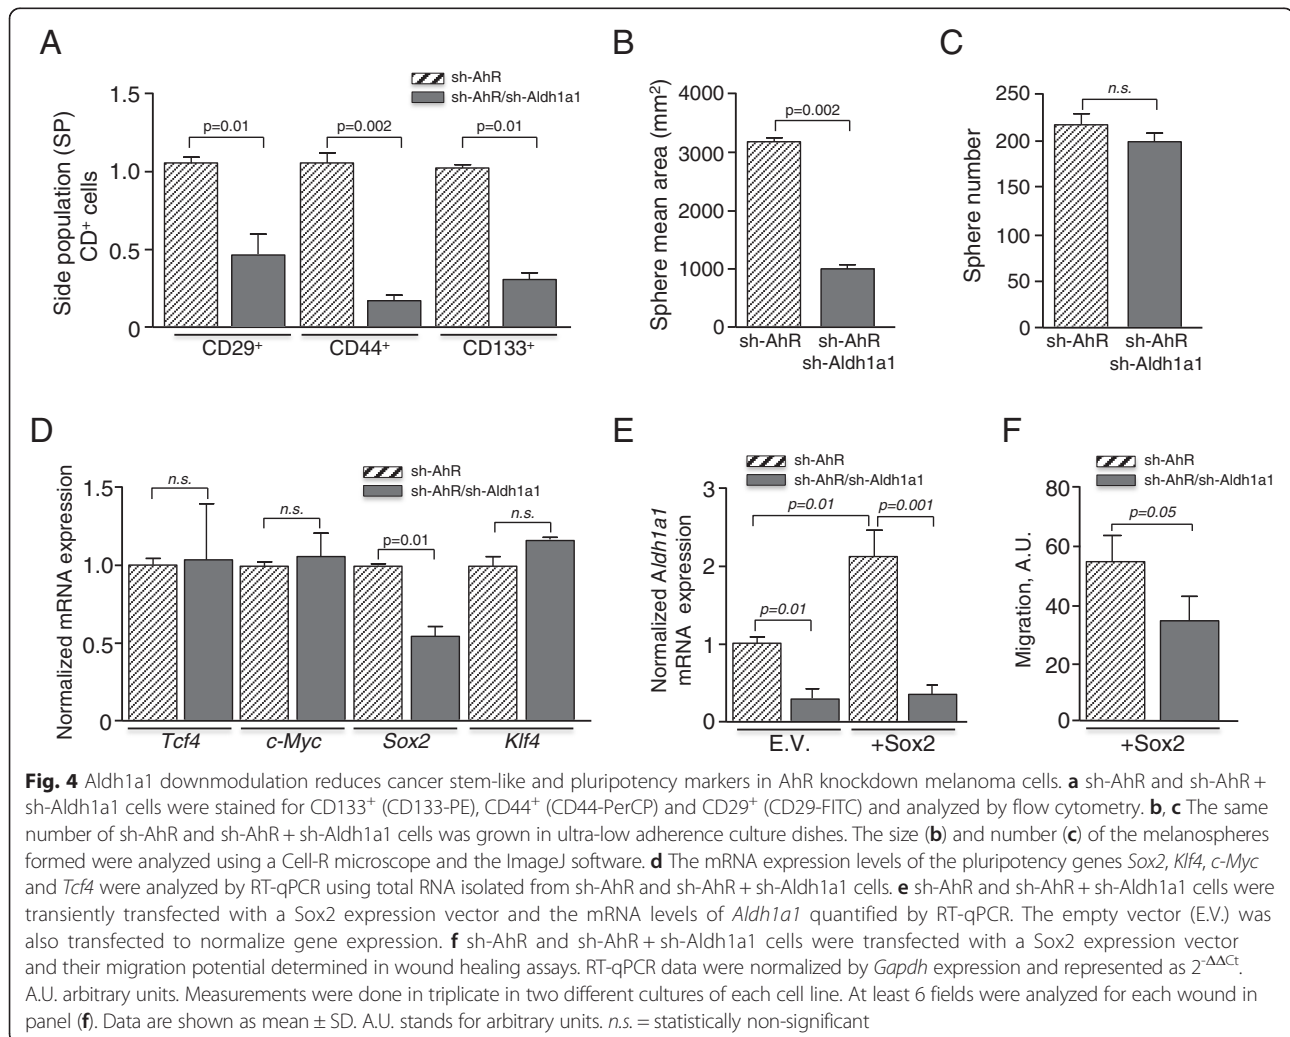 A
sh-AhR
sh-AhR/sh-Aldh1a1
Side population (SP)
CD⁺ cells
1.5
1.0
0.5
0
p=0.01
p=0.002
p=0.01
CD29⁺
CD44⁺
CD133⁺
B
Sphere mean area (mm²)
4000
3000
2000
1000
0
p=0.002
sh-AhR
sh-AhR
sh-Aldh1a1
C
Sphere number
250
200
150
100
50
0
n.s.
sh-AhR
sh-AhR
sh-Aldh1a1
D
Normalized mRNA expression
sh-AhR
sh-AhR/sh-Aldh1a1
1.5
1.0
0.5
0
n.s.
n.s.
p=0.01
n.s.
Tcf4
c-Myc
Sox2
Klf4
E
sh-AhR
sh-AhR/sh-Aldh1a1
Normalized Aldh1a1
mRNA expression
3
2
1
0
p=0.01
p=0.001
p=0.01
E.V.
+Sox2
F
sh-AhR
sh-AhR/sh-Aldh1a1
Migration, A.U.
80
60
40
20
0
p=0.05
+Sox2
Fig. 4 Aldh1a1 downmodulation reduces cancer stem-like and pluripotency markers in AhR knockdown melanoma cells. a sh-AhR and sh-AhR +
sh-Aldh1a1 cells were stained for CD133⁺ (CD133-PE), CD44⁺ (CD44-PerCP) and CD29⁺ (CD29-FITC) and analyzed by flow cytometry. b, c The same
number of sh-AhR and sh-AhR + sh-Aldh1a1 cells was grown in ultra-low adherence culture dishes. The size (b) and number (c) of the melanospheres
formed were analyzed using a Cell-R microscope and the ImageJ software. d The mRNA expression levels of the pluripotency genes Sox2, Klf4, c-Myc
and Tcf4 were analyzed by RT-qPCR using total RNA isolated from sh-AhR and sh-AhR + sh-Aldh1a1 cells. e sh-AhR and sh-AhR + sh-Aldh1a1 cells were
transiently transfected with a Sox2 expression vector and the mRNA levels of Aldh1a1 quantified by RT-qPCR. The empty vector (E.V.) was
also transfected to normalize gene expression. f sh-AhR and sh-AhR + sh-Aldh1a1 cells were transfected with a Sox2 expression vector
and their migration potential determined in wound healing assays. RT-qPCR data were normalized by Gapdh expression and represented as 2⁻ΔΔCt.
A.U. arbitrary units. Measurements were done in triplicate in two different cultures of each cell line. At least 6 fields were analyzed for each wound in
panel (f). Data are shown as mean ± SD. A.U. stands for arbitrary units. n.s. = statistically non-significant